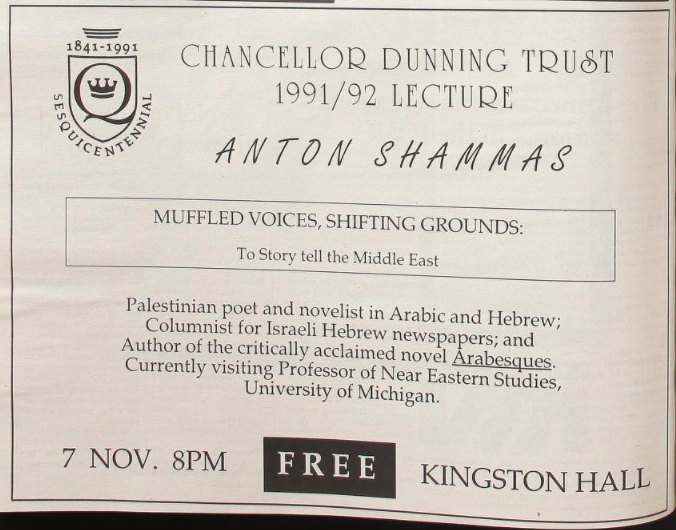 1841-1991
Q
SESQUICENTENNIAL
CHANCELLOR DUNNING TRUST
1991/92 LECTURE
ANTON SHAMMAS
MUFFLED VOICES, SHIFTING GROUNDS:
To Story tell the Middle East
Palestinian poet and novelist in Arabic and Hebrew;
Columnist for Israeli Hebrew newspapers; and
Author of the critically acclaimed novel Arabesques.
Currently visiting Professor of Near Eastern Studies,
University of Michigan.
7 NOV. 8PM
FREE
KINGSTON HALL